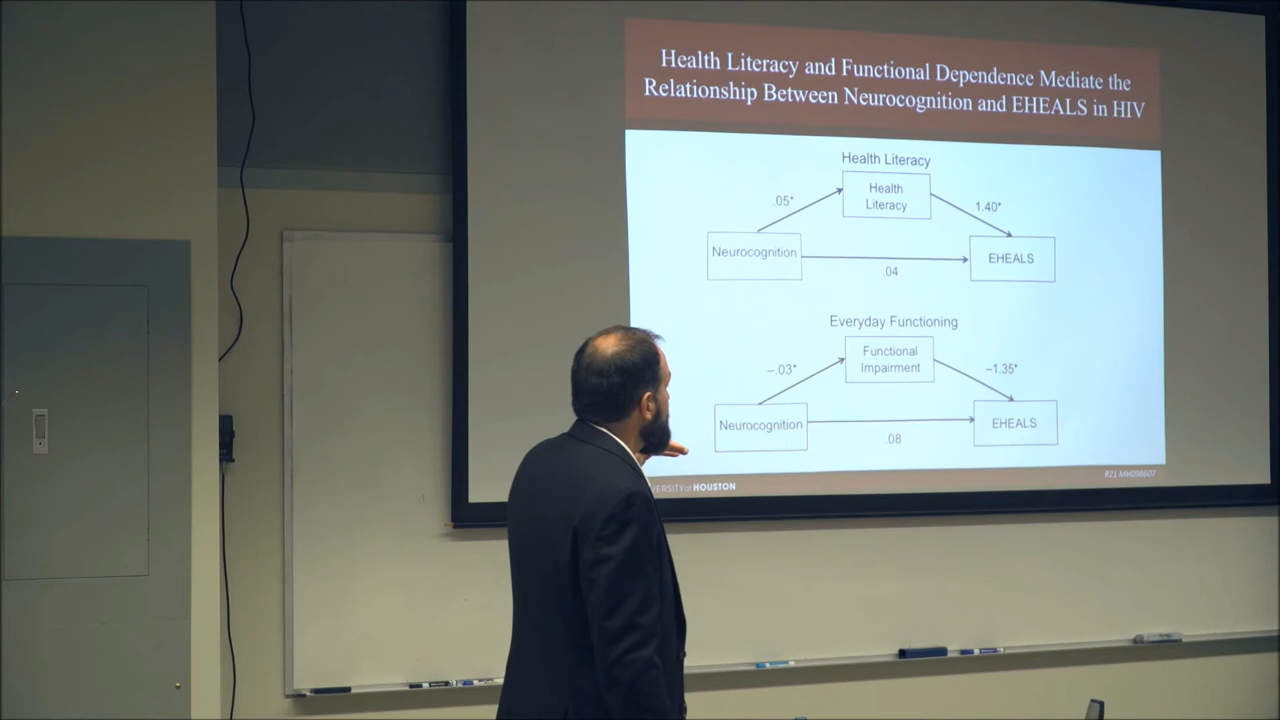 Health Literacy and Functional Dependence Mediate the
Relationship Between Neurocognition and EHEALS in HIV
Health Literacy
Health
Literacy
.05*
1.40*
Neurocognition
EHEALS
.04
Everyday Functioning
Functional
Impairment
–.03*
–1.35*
Neurocognition
EHEALS
.08
VERSITY of HOUSTON
R21 MH098607